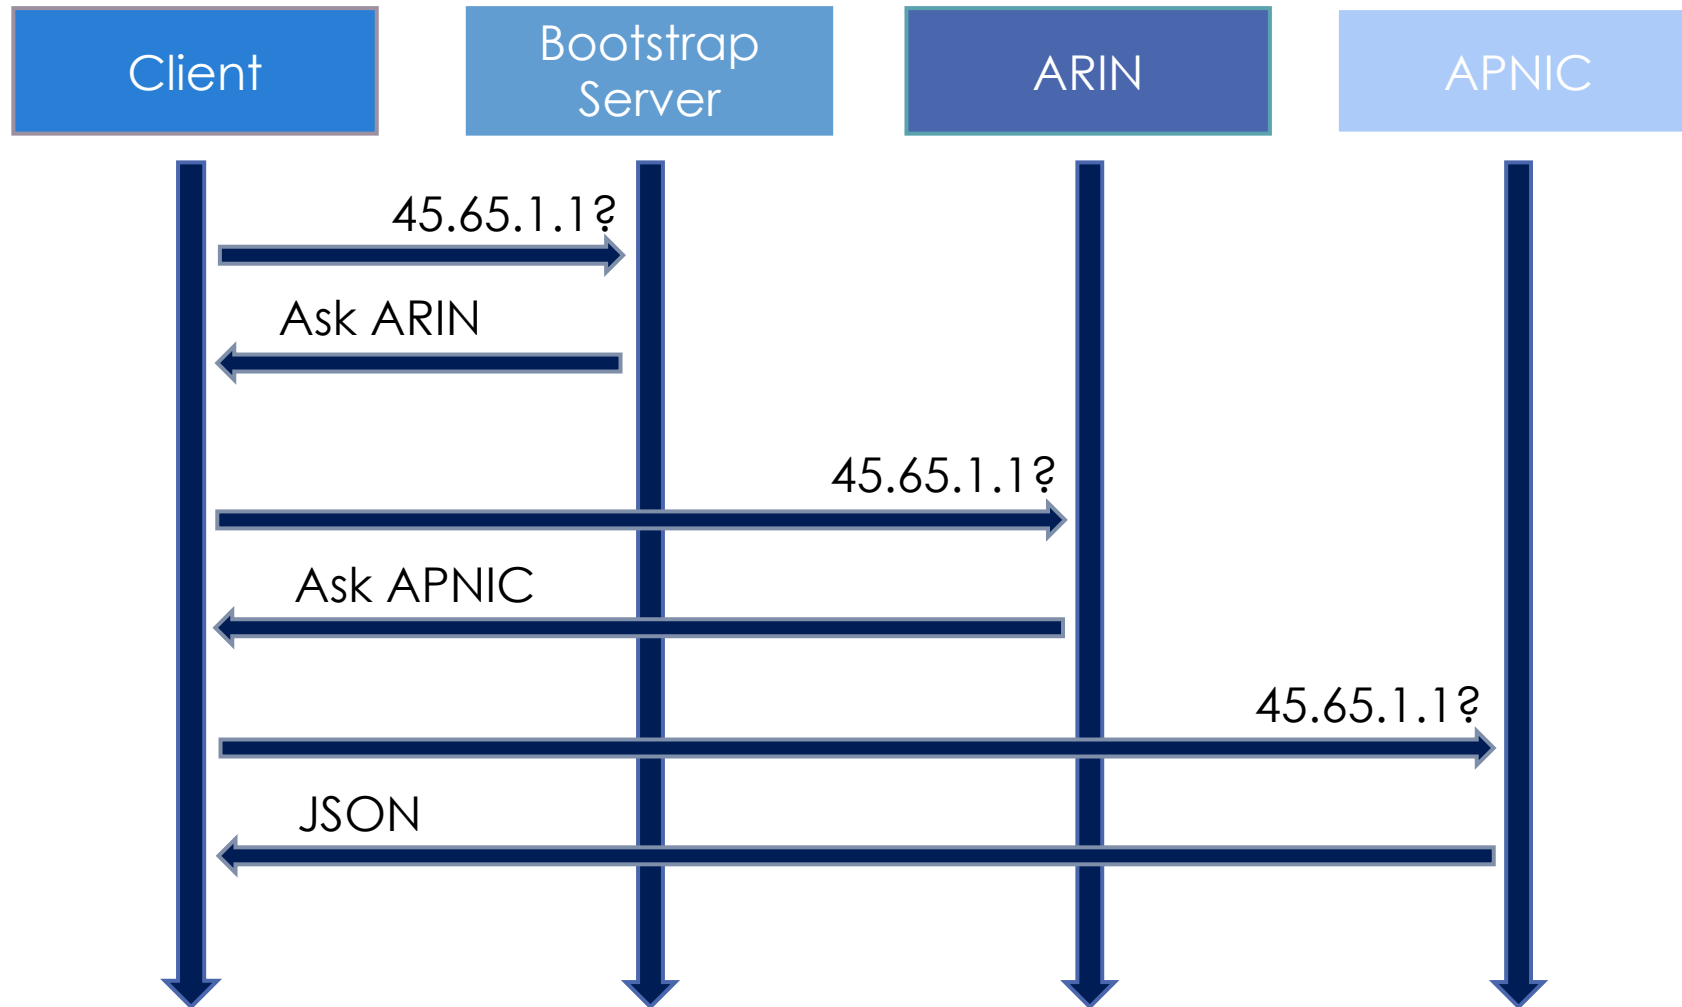 Client
Bootstrap
Server
ARIN
APNIC
45.65.1.1?
Ask ARIN
45.65.1.1?
Ask APNIC
45.65.1.1?
JSON